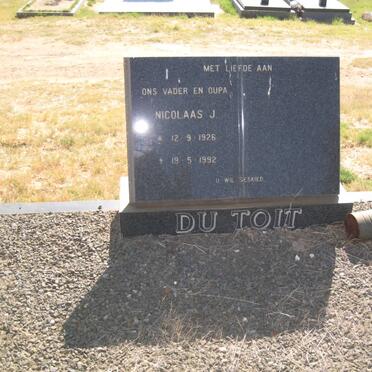 MET LIEFDE AAN
ONS VADER EN OUPA
NICOLAAS J.
* 12-9-1926
† 19-5-1992
U WIL GESKIED.
DU TOIT